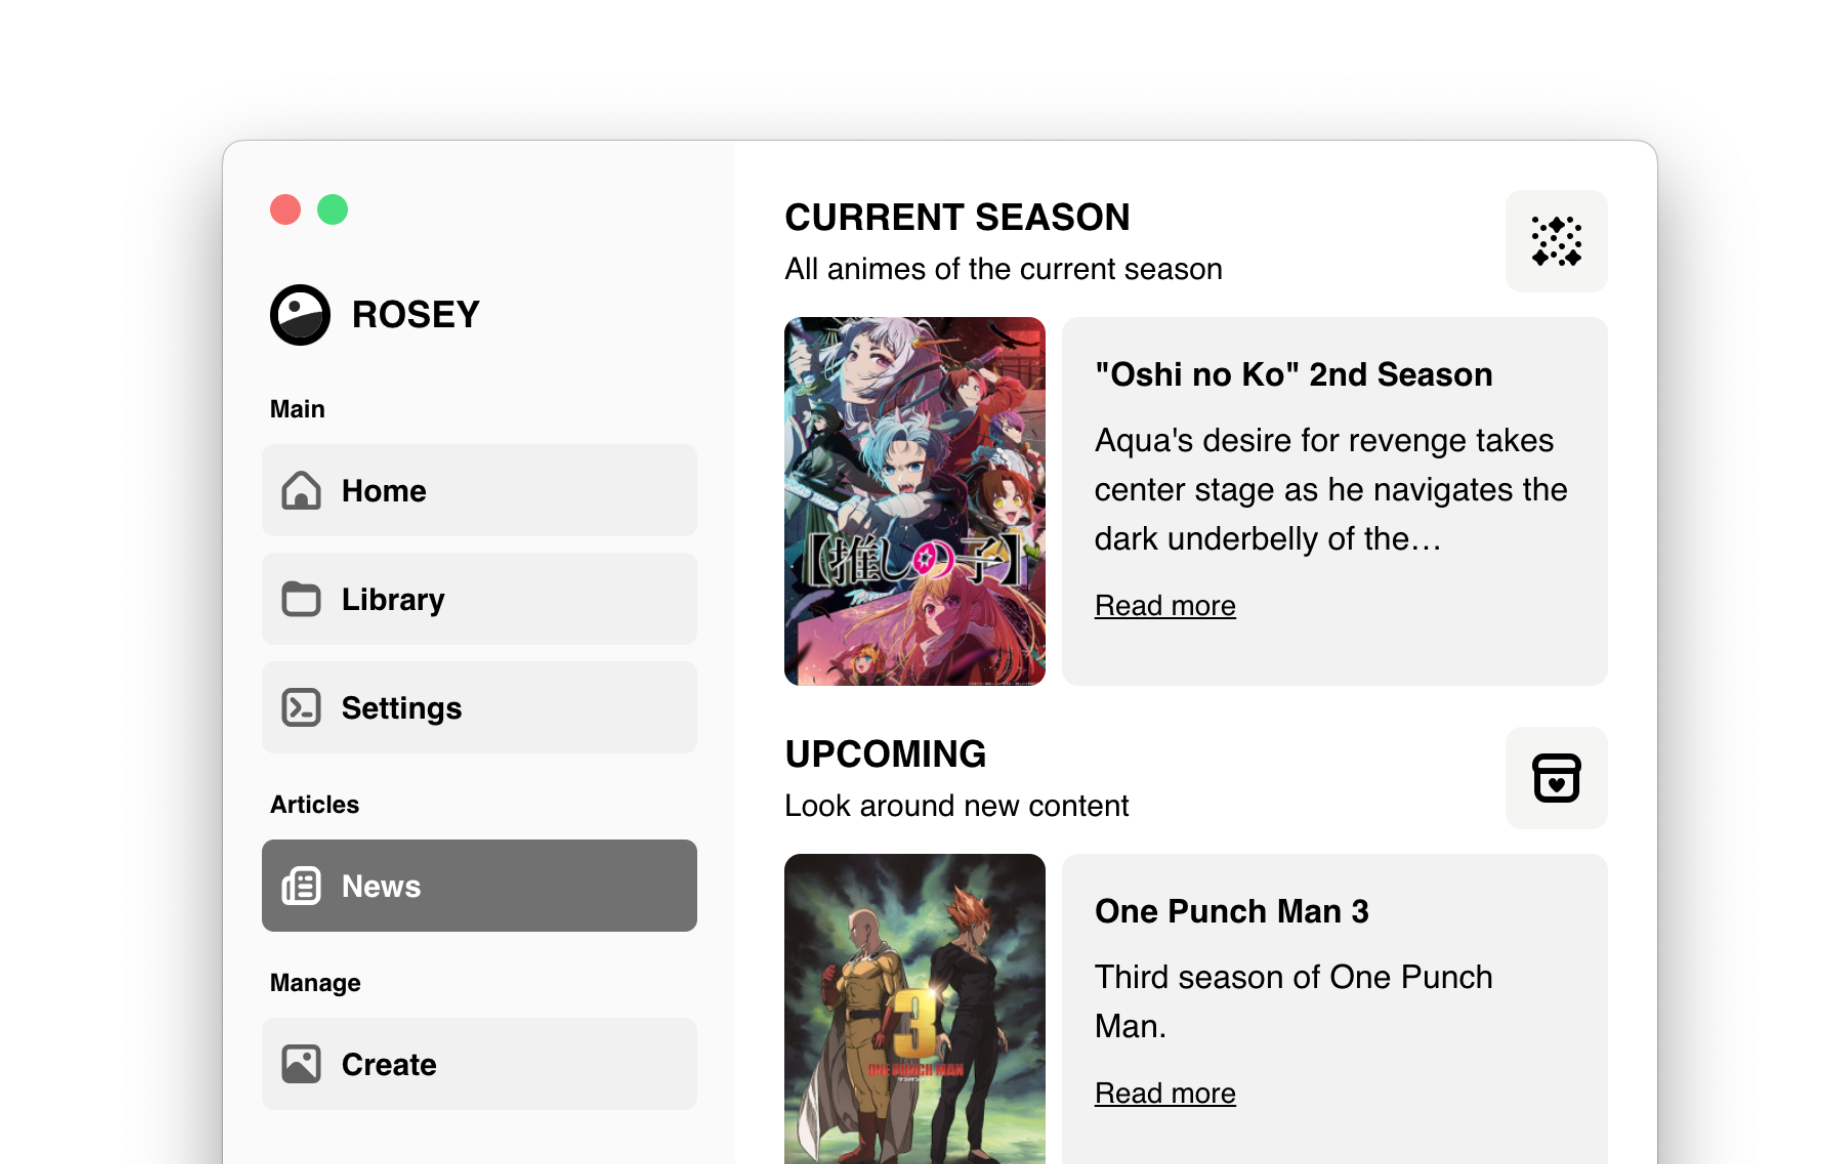 ROSEY
Main
Home
Library
Settings
Articles
News
Manage
Create
CURRENT SEASON
All animes of the current season
【推しの子】
"Oshi no Ko" 2nd Season
Aqua's desire for revenge takes
center stage as he navigates the
dark underbelly of the…
Read more
UPCOMING
Look around new content
3
ONE PUNCH MAN
One Punch Man 3
Third season of One Punch
Man.
Read more